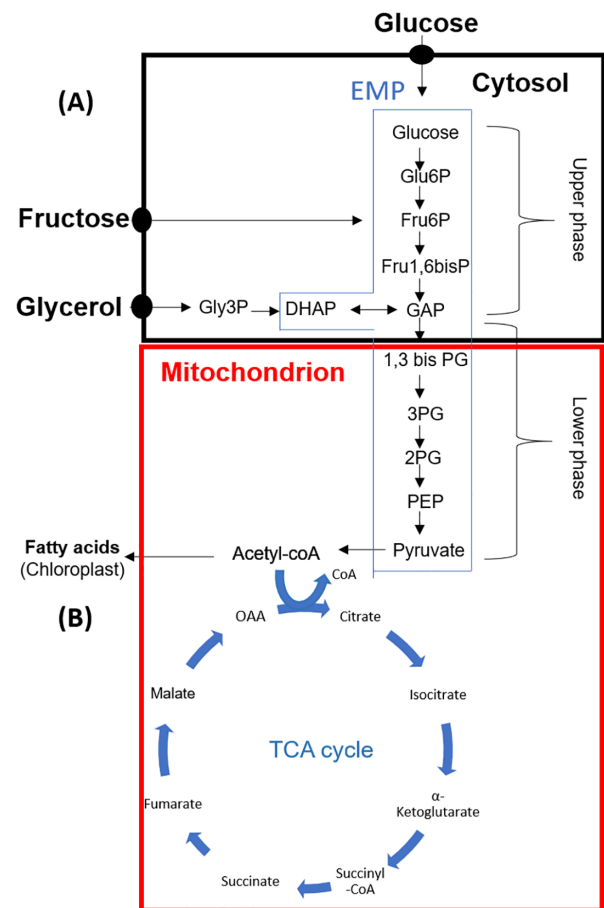 Glucose
(A)
Cytosol
EMP
Glucose
Glu6P
Upper phase
Fructose
Fru6P
Fru1,6bisP
Glycerol
Gly3P
DHAP
GAP
Mitochondrion
1,3 bis PG
3PG
Lower phase
2PG
PEP
Fatty acids
(Chloroplast)
Acetyl-coA
Pyruvate
CoA
(B)
OAA
Citrate
Malate
Isocitrate
TCA cycle
Fumarate
α-
Ketoglutarate
Succinate
Succinyl
-CoA